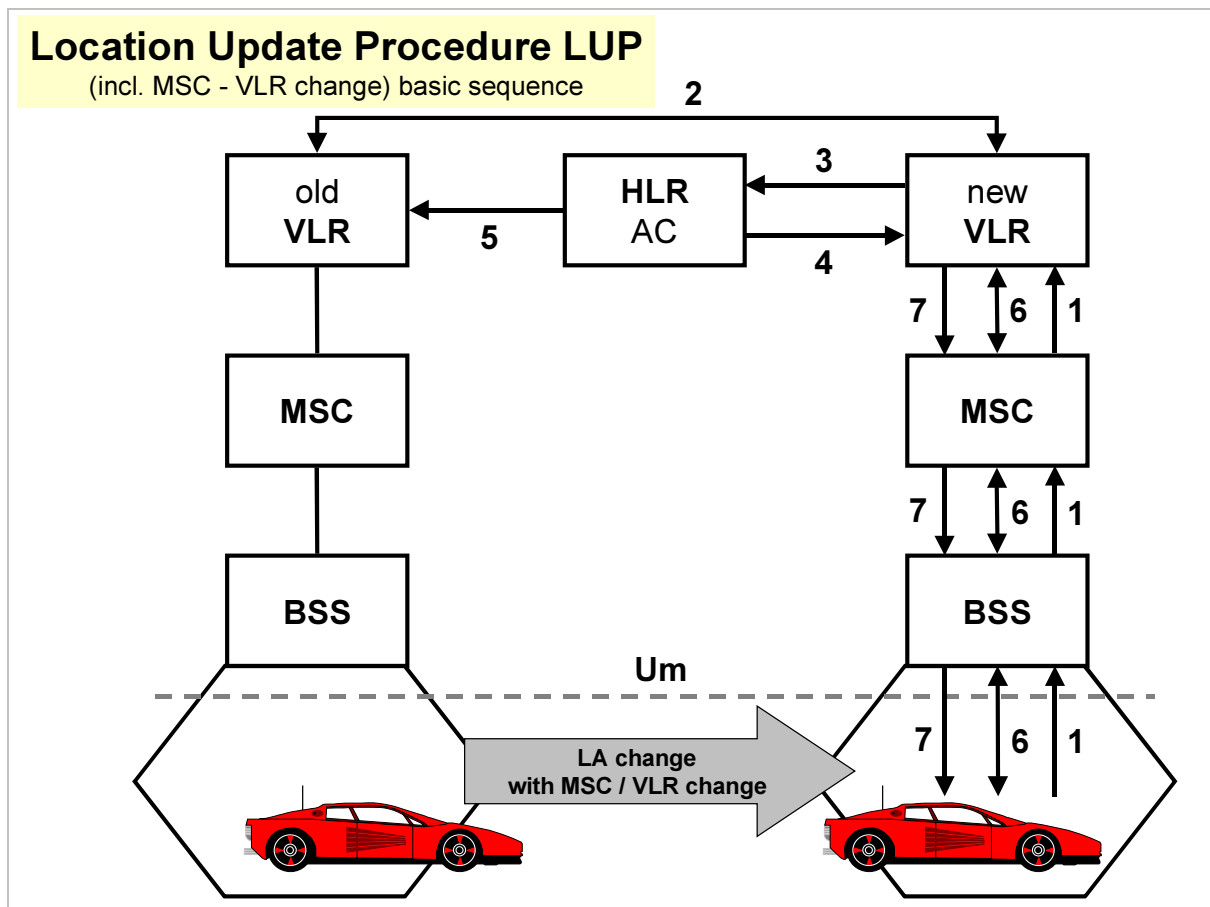 Location Update Procedure LUP
(incl. MSC - VLR change) basic sequence
2
old
VLR
HLR
AC
new
VLR
3
5
4
7
6
1
MSC
MSC
7
6
1
BSS
BSS
Um
7
6
1
LA change
with MSC / VLR change